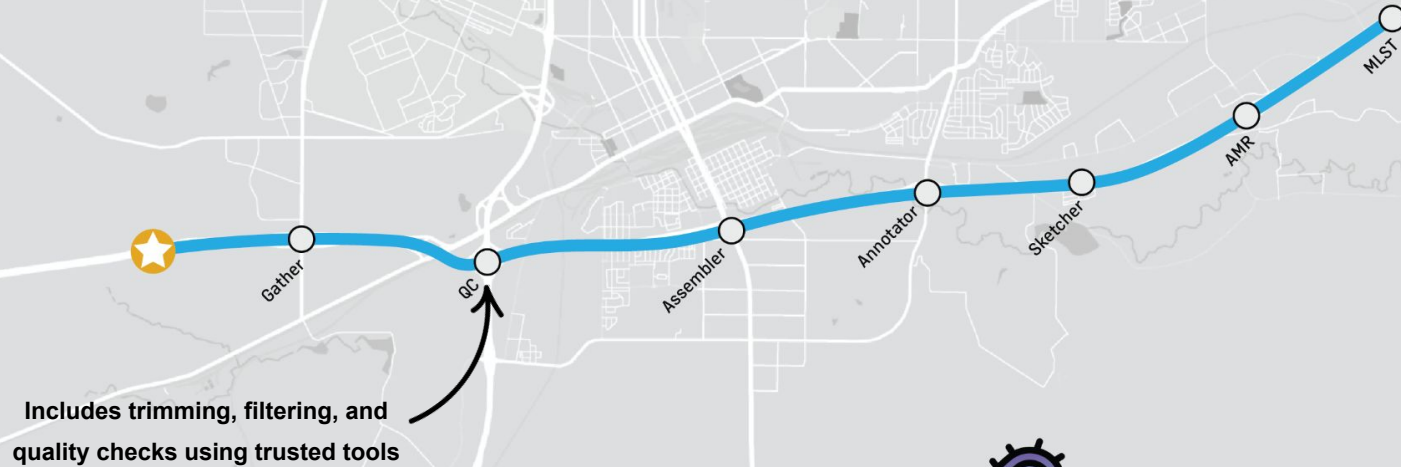 Gather
QC
Assembler
Annotator
Sketcher
AMR
MLST
Includes trimming, filtering, and
quality checks using trusted tools